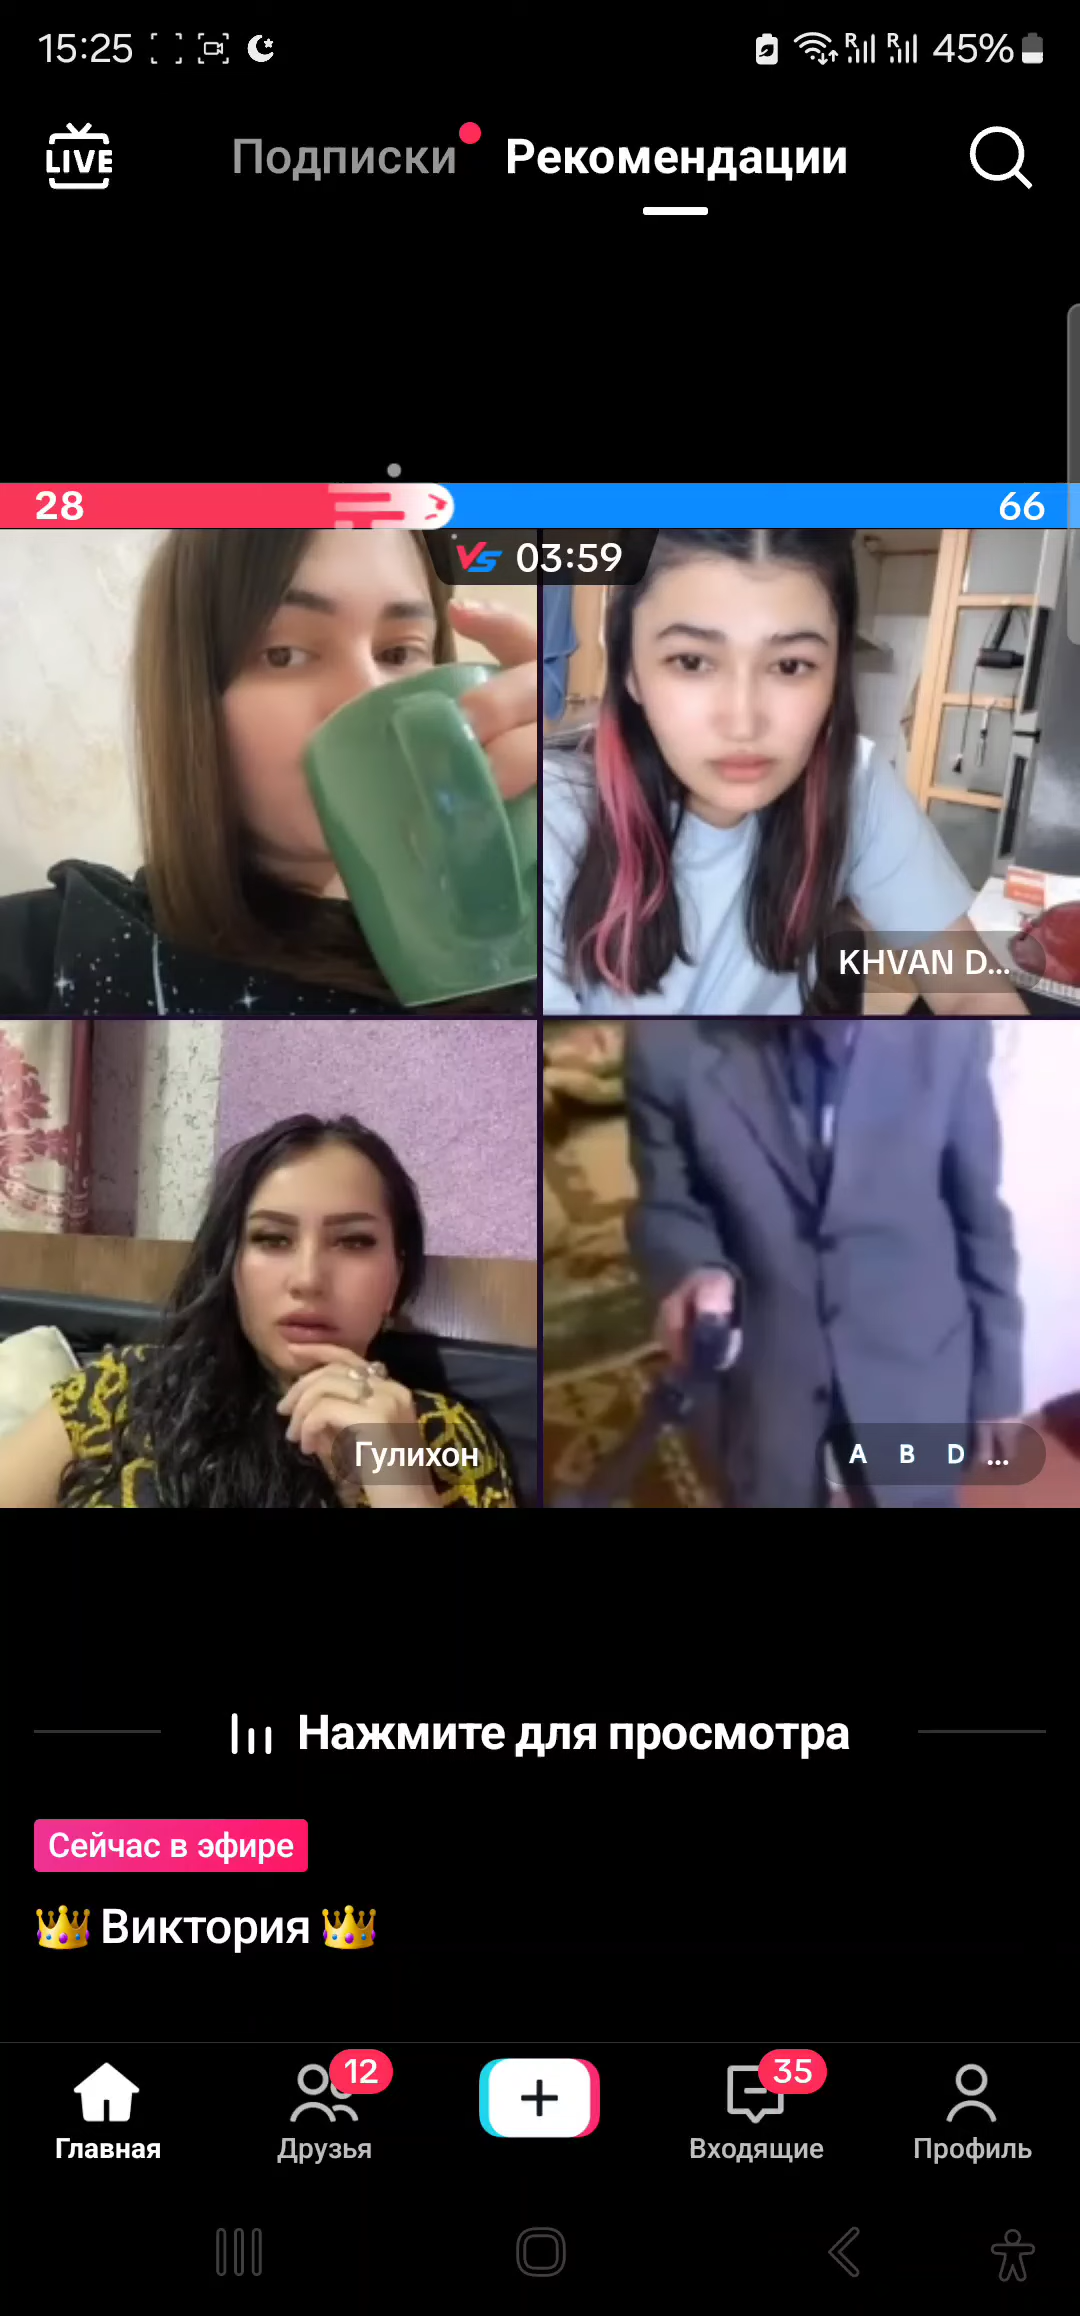 15:25 R R 45%
LIVE Подписки Рекомендации
28 66
VS 03:59
KHVAN D...
Гулихон
A B D ...
Нажмите для просмотра
Сейчас в эфире
👑 Виктория 👑
12 35
Главная Друзья Входящие Профиль